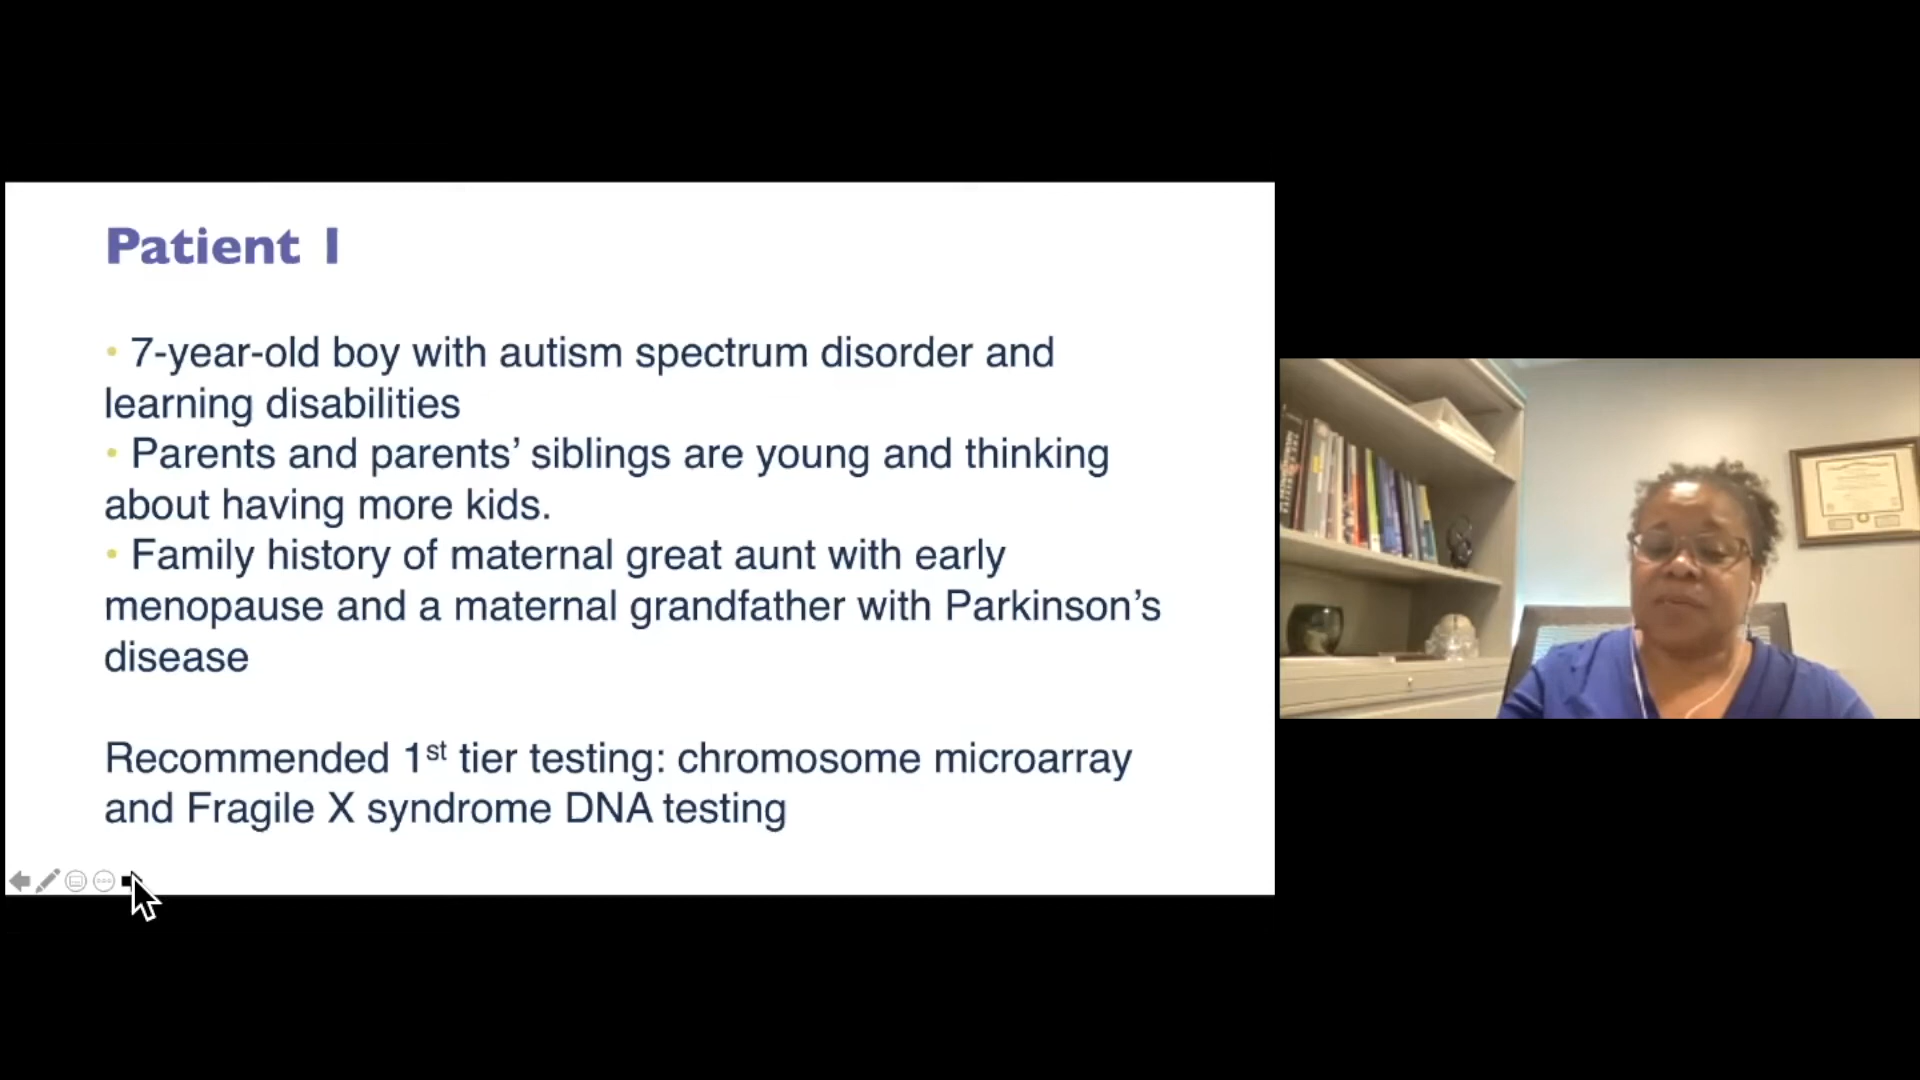 Patient 1
• 7-year-old boy with autism spectrum disorder and
learning disabilities
• Parents and parents’ siblings are young and thinking
about having more kids.
• Family history of maternal great aunt with early
menopause and a maternal grandfather with Parkinson’s
disease
Recommended 1st tier testing: chromosome microarray
and Fragile X syndrome DNA testing